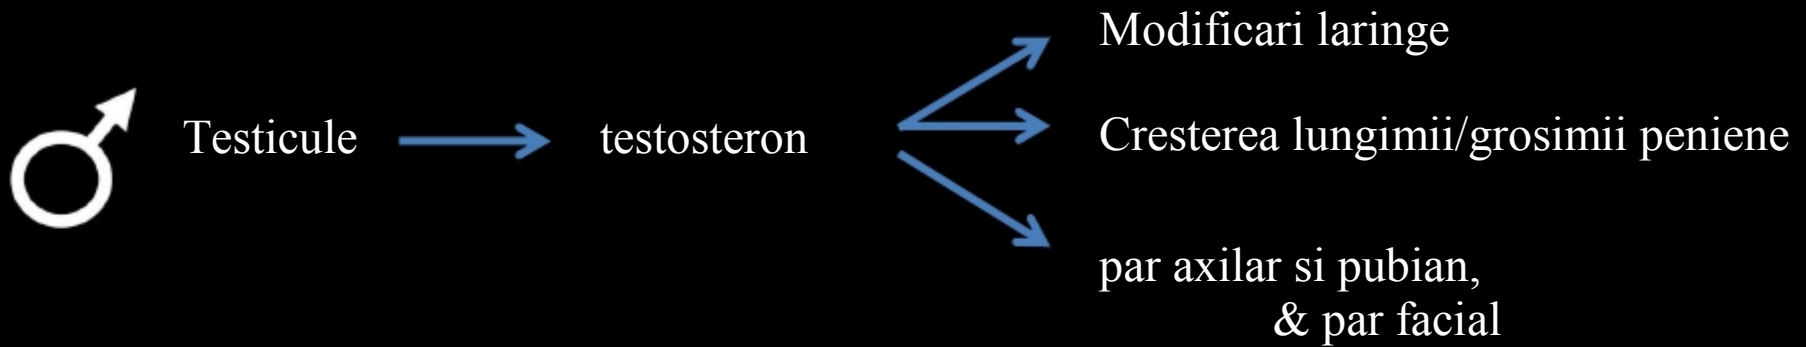 Modificari laringe
Testicule
testosteron
Cresterea lungimii/grosimii peniene
par axilar si pubian,
& par facial